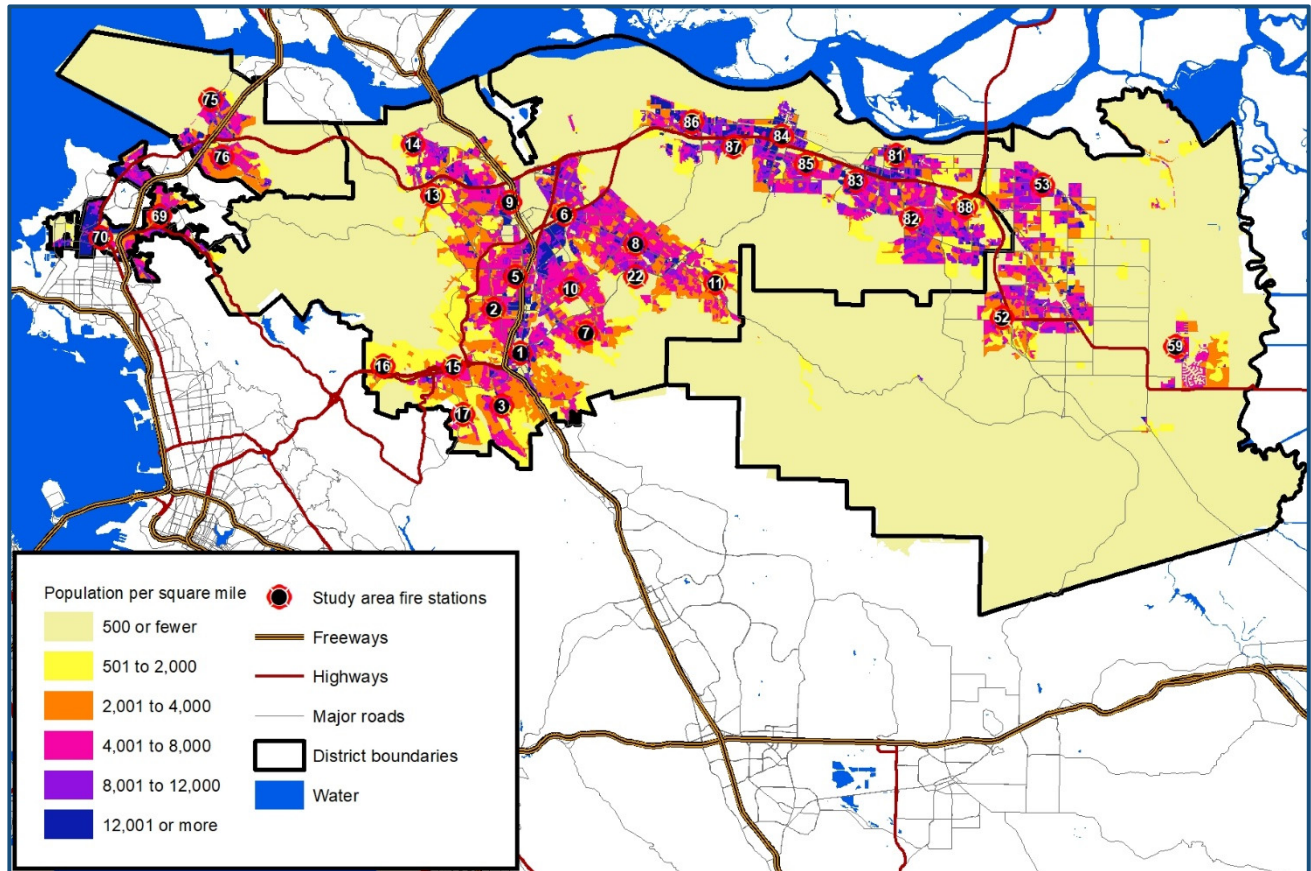 75
76
14
13
69
70
9
6
5
2
8
22
10
11
7
1
16
15
17
3
86
87
84
85
83
81
82
88
53
52
59
Population per square mile
500 or fewer
501 to 2,000
2,001 to 4,000
4,001 to 8,000
8,001 to 12,000
12,001 or more
Study area fire stations
Freeways
Highways
Major roads
District boundaries
Water